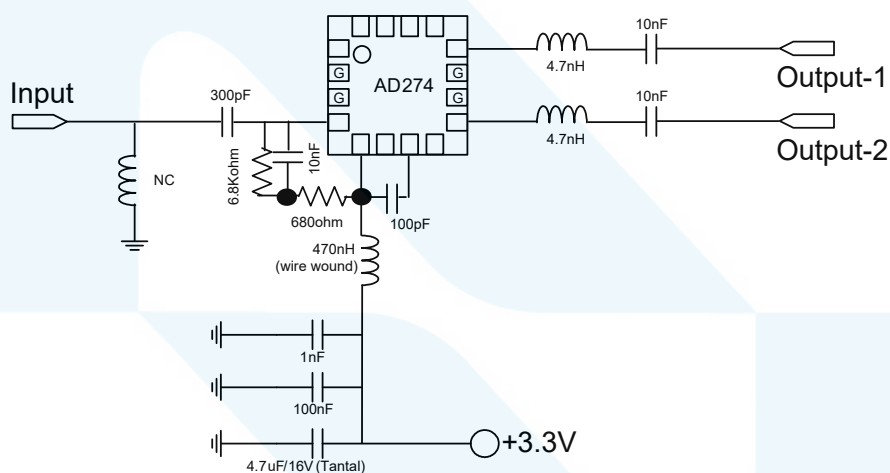 10nF
4.7nH
Output-1
G
G
AD274
G
G
Input
300pF
10nF
4.7nH
Output-2
NC
6.8Kohm
10nF
680ohm
100pF
470nH
(wire wound)
1nF
100nF
+3.3V
4.7uF/16V(Tantal)